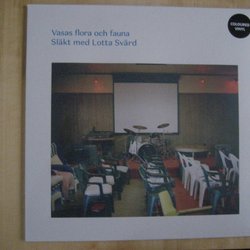 Vasas flora och fauna
Släkt med Lotta Svärd
COLOURED
VINYL